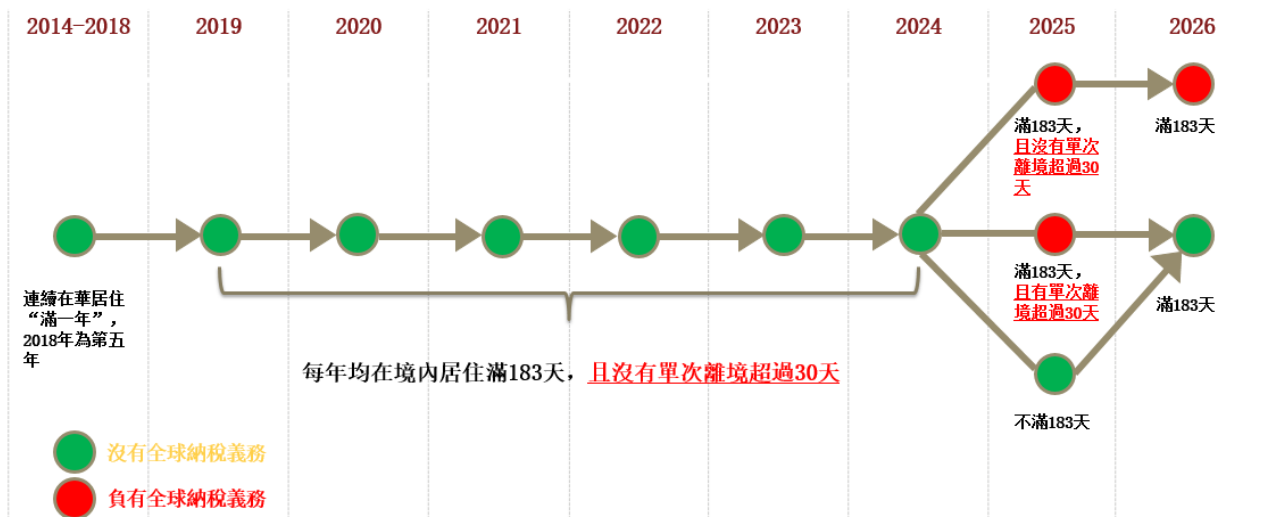 2014-2018
2019
2020
2021
2022
2023
2024
2025
2026
滿183天，
且沒有單次
離境超過30
天
滿183天
連續在華居住
“滿一年”，
2018年為第五
年
滿183天，
且有單次離
境超過30天
滿183天
每年均在境內居住滿183天，且沒有單次離境超過30天
不滿183天
沒有全球納稅義務
負有全球納稅義務